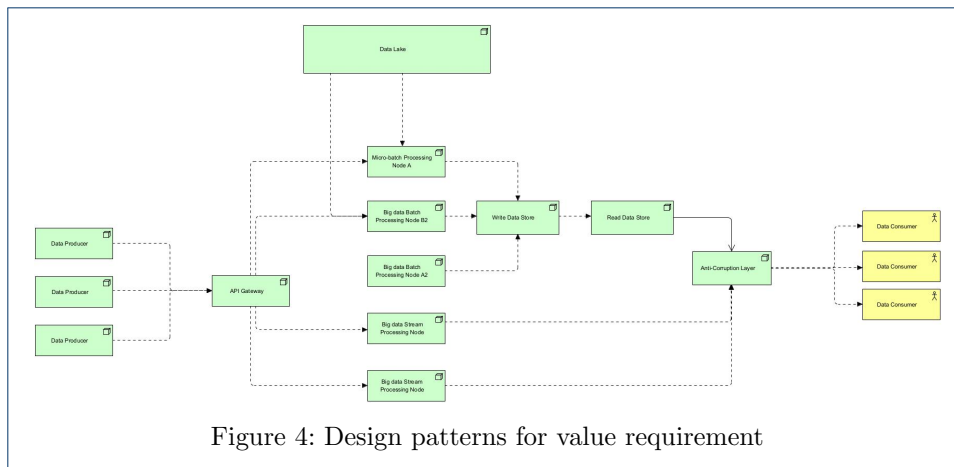 Data Lake
Micro-batch Processing
Node A
Big data Batch
Processing Node B2
Write Data Store
Read Data Store
Data Consumer
Data Producer
Big data Batch
Processing Node A2
Anti-Corruption Layer
Data Consumer
Data Producer
API Gateway
Data Consumer
Data Producer
Big data Stream
Processing Node
Big data Stream
Processing Node
Figure 4: Design patterns for value requirement